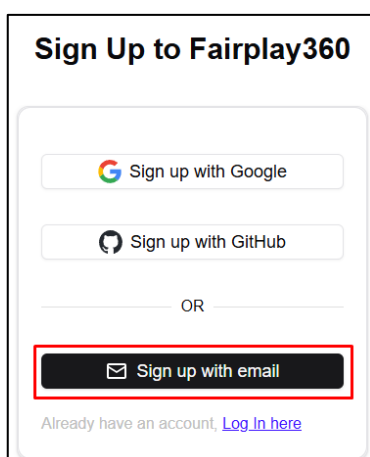 Sign Up to Fairplay360
Sign up with Google
Sign up with GitHub
OR
Sign up with email
Already have an account, Log In here